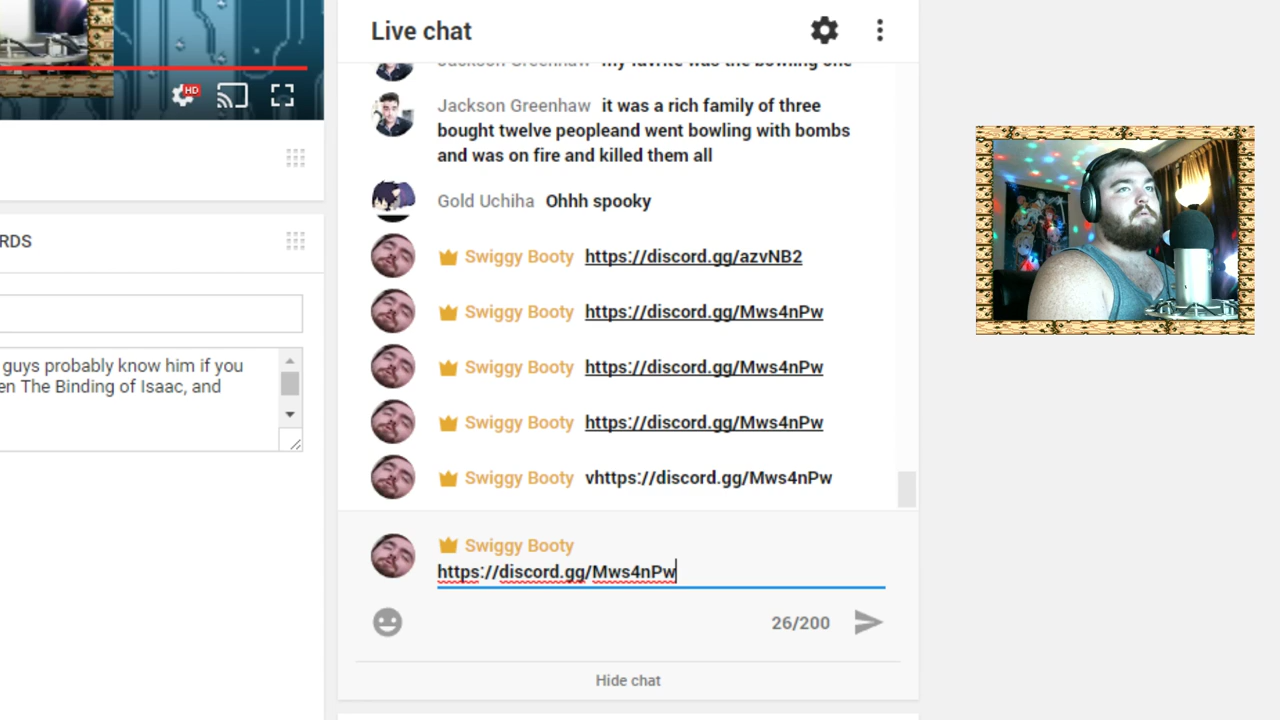 Live chat
HD
Jackson Greenhaw my favrite was the bowling one
Jackson Greenhaw it was a rich family of three
bought twelve peopleand went bowling with bombs
and was on fire and killed them all
Gold Uchiha Ohhh spooky
RDS
Swiggy Booty https://discord.gg/azvNB2
Swiggy Booty https://discord.gg/Mws4nPw
guys probably know him if you
en The Binding of Isaac, and
Swiggy Booty https://discord.gg/Mws4nPw
Swiggy Booty https://discord.gg/Mws4nPw
Swiggy Booty vhttps://discord.gg/Mws4nPw
Swiggy Booty
https://discord.gg/Mws4nPw
26/200
Hide chat